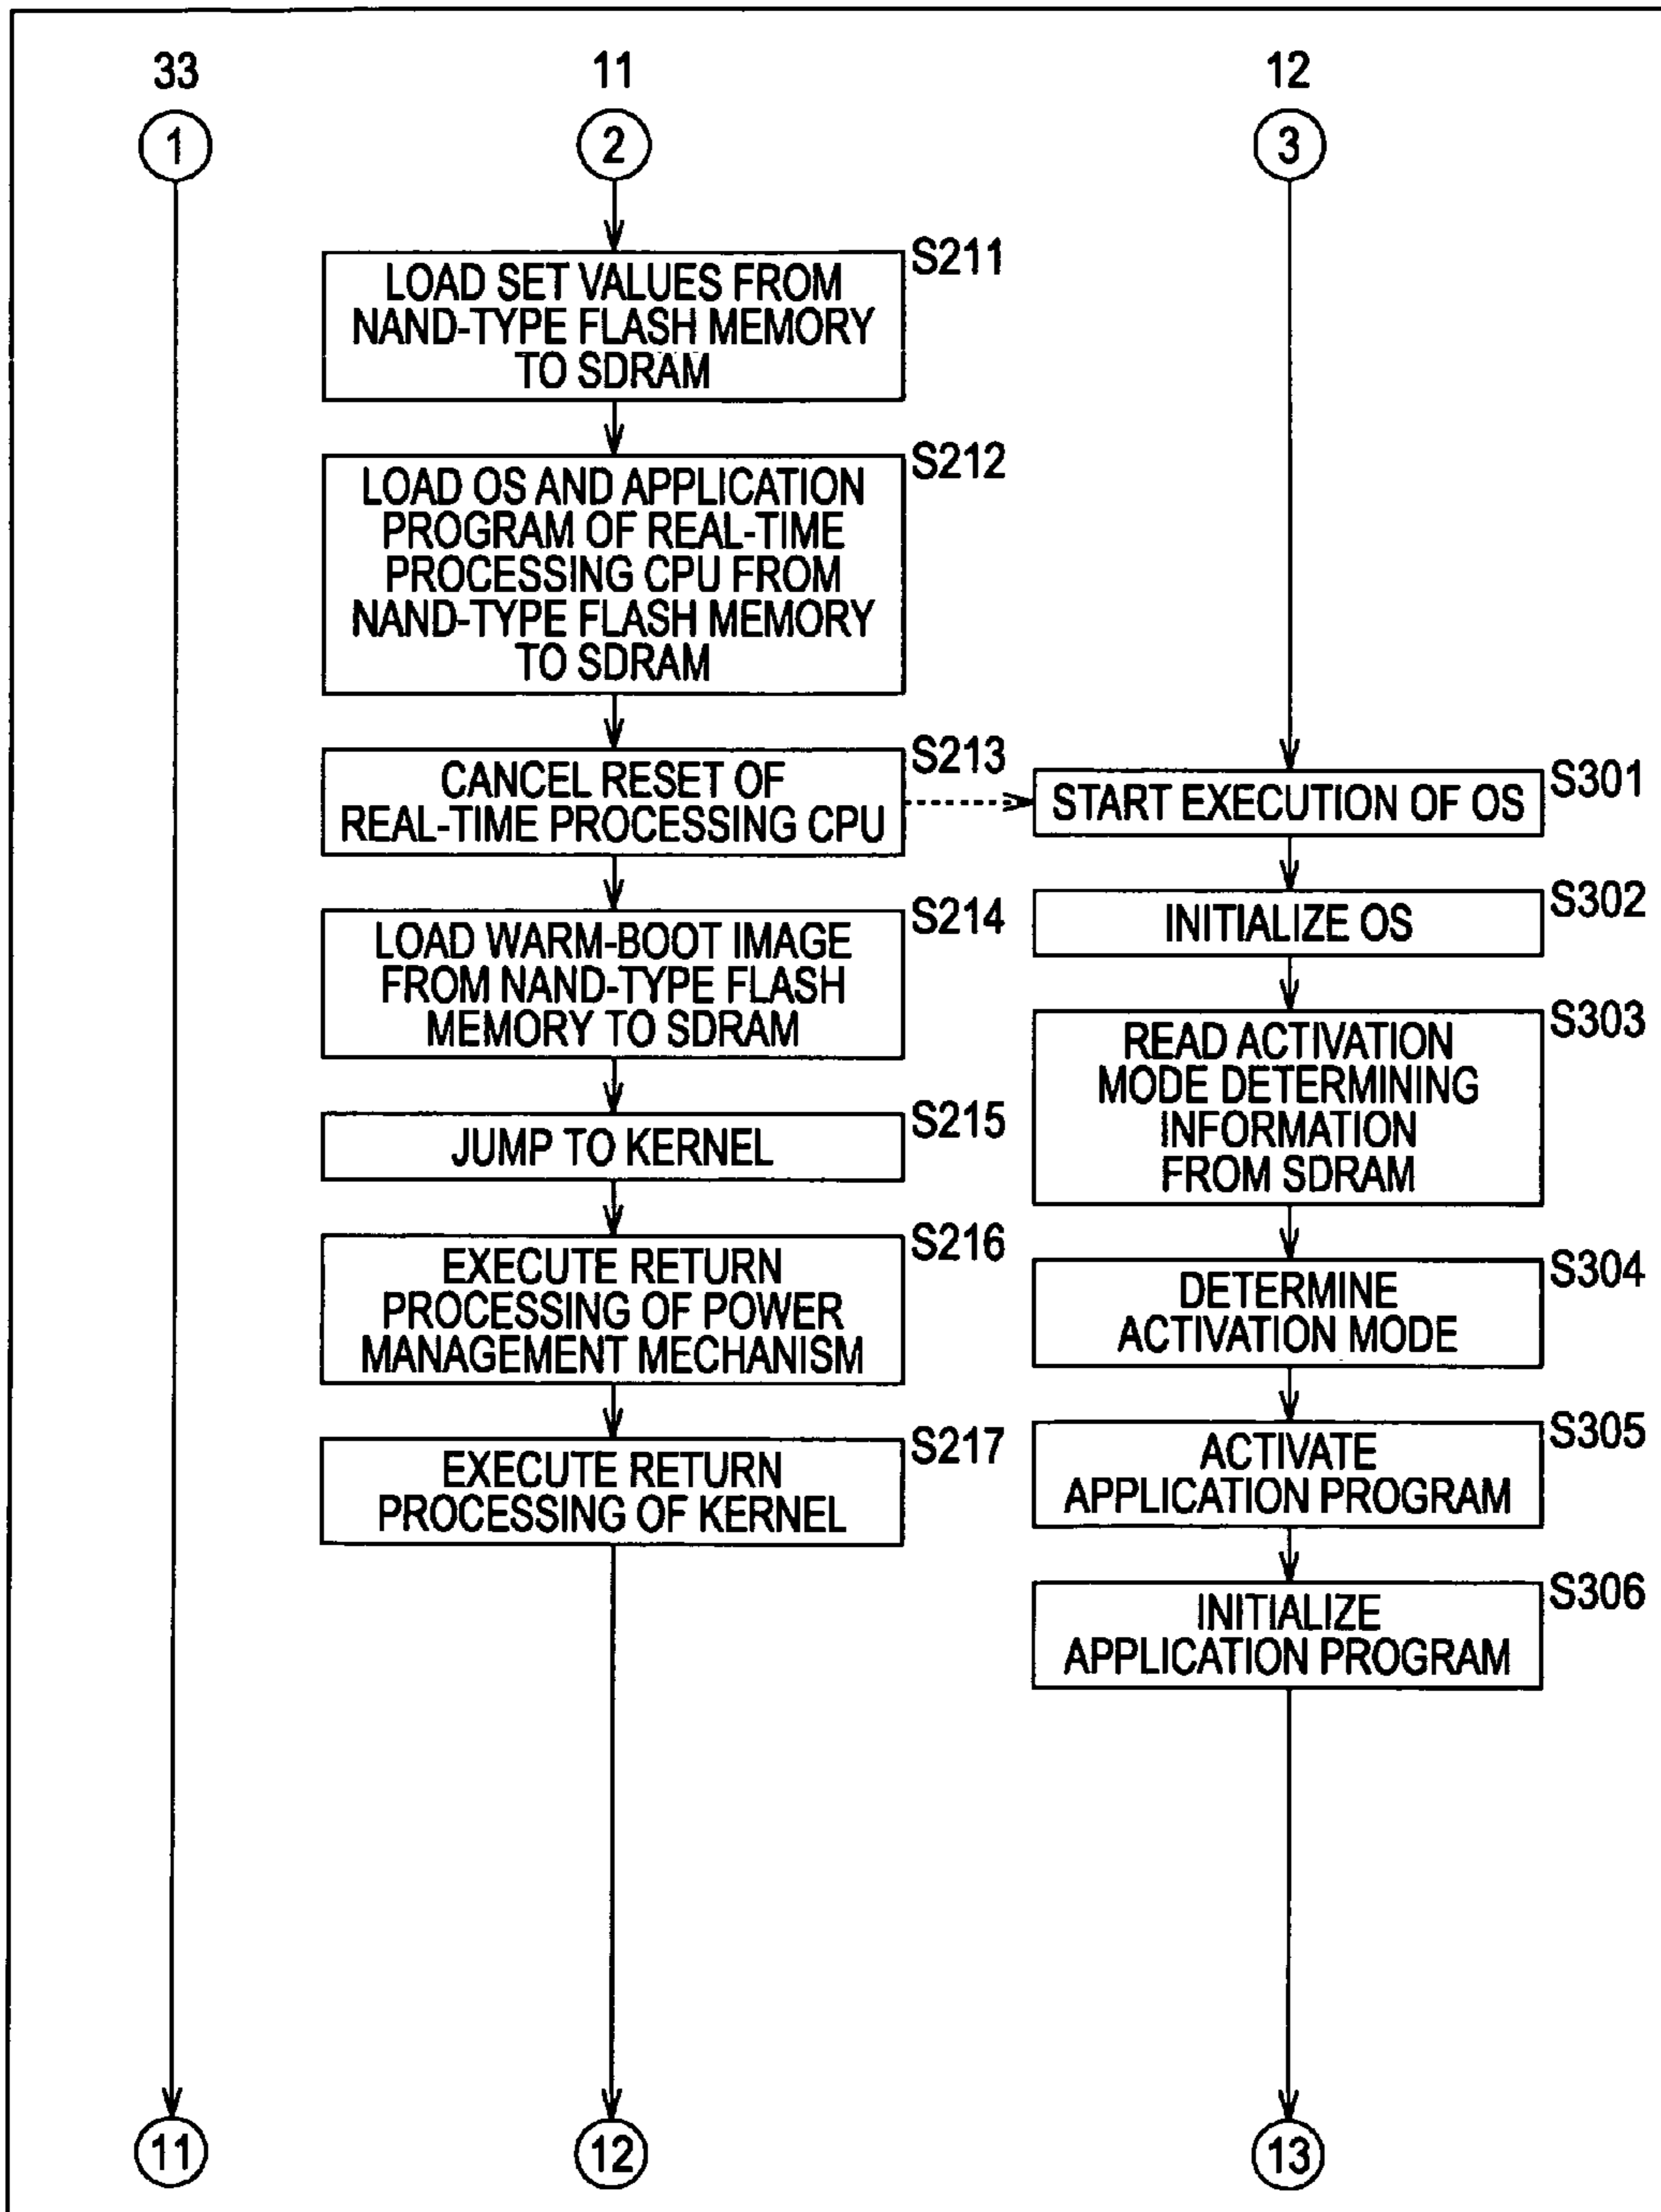 33
11
12
1
2
3
S211
LOAD SET VALUES FROM
NAND-TYPE FLASH MEMORY
TO SDRAM
S212
LOAD OS AND APPLICATION
PROGRAM OF REAL-TIME
PROCESSING CPU FROM
NAND-TYPE FLASH MEMORY
TO SDRAM
S213
CANCEL RESET OF
REAL-TIME PROCESSING CPU
S301
START EXECUTION OF OS
S214
LOAD WARM-BOOT IMAGE
FROM NAND-TYPE FLASH
MEMORY TO SDRAM
S302
INITIALIZE OS
S303
READ ACTIVATION
MODE DETERMINING
INFORMATION
FROM SDRAM
S215
JUMP TO KERNEL
S216
EXECUTE RETURN
PROCESSING OF POWER
MANAGEMENT MECHANISM
S304
DETERMINE
ACTIVATION MODE
S217
EXECUTE RETURN
PROCESSING OF KERNEL
S305
ACTIVATE
APPLICATION PROGRAM
S306
INITIALIZE
APPLICATION PROGRAM
11
12
13